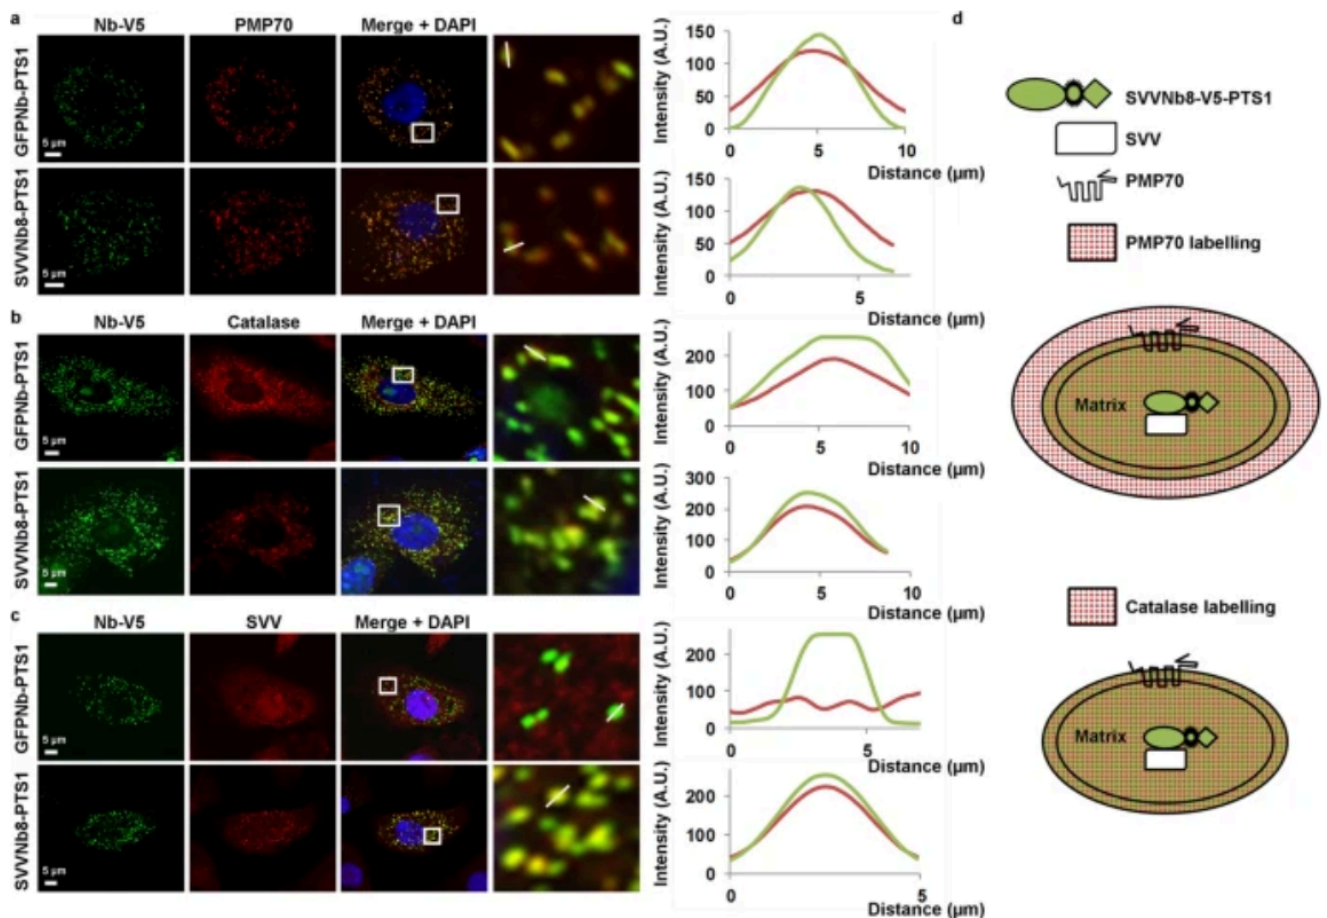 a
Nb-V5 PMP70 Merge + DAPI
GFPNb-PTS1
5 µm
Intensity (A.U.)
150
100
50
0
0 5 10
Distance (µm)
SVVNb8-PTS1
5 µm
Intensity (A.U.)
150
100
50
0
0 5
Distance (µm)
b
Nb-V5 Catalase Merge + DAPI
GFPNb-PTS1
5 µm
Intensity (A.U.)
200
100
0
0 5 10
Distance (µm)
SVVNb8-PTS1
5 µm
Intensity (A.U.)
300
200
100
0
0 5 10
Distance (µm)
c
Nb-V5 SVV Merge + DAPI
GFPNb-PTS1
5 µm
Intensity (A.U.)
200
100
0
0 5
Distance (µm)
SVVNb8-PTS1
5 µm
Intensity (A.U.)
200
100
0
0 5
Distance (µm)
d
SVVNb8-V5-PTS1
SVV
PMP70
PMP70 labelling
Matrix
Catalase labelling
Matrix